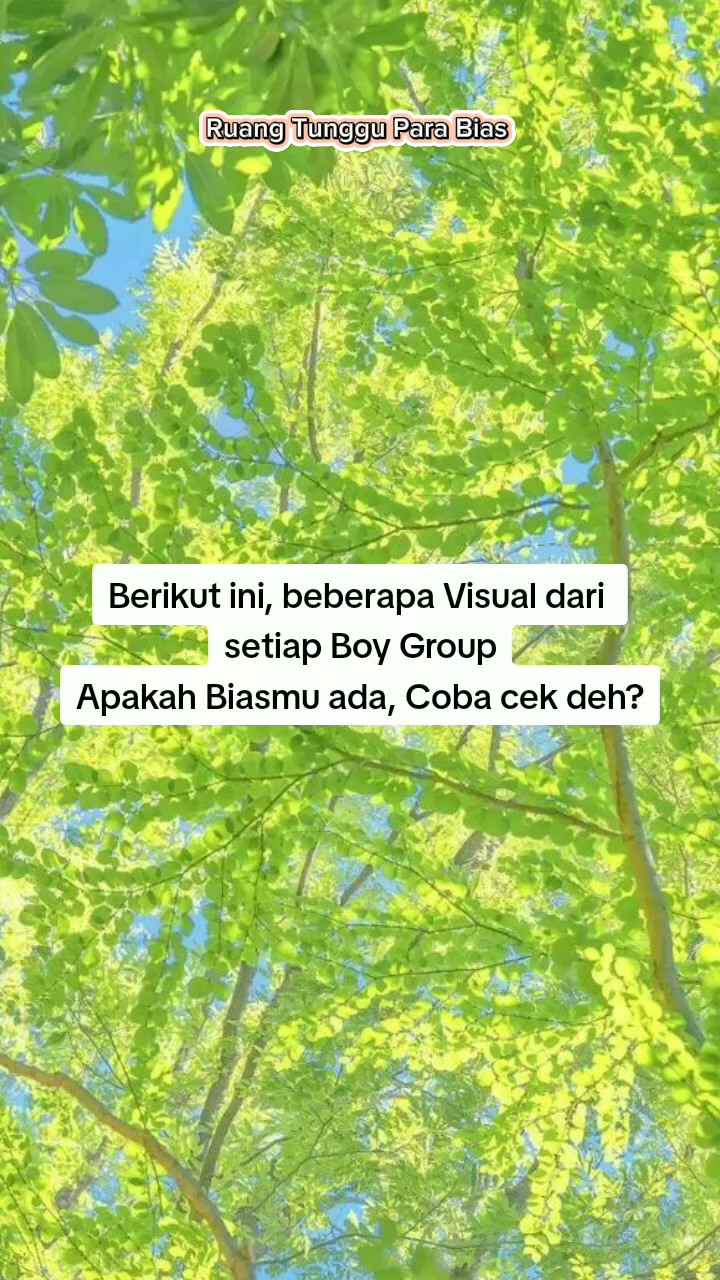 Ruang Tunggu Para Bias
Berikut ini, beberapa Visual dari
setiap Boy Group
Apakah Biasmu ada, Coba cek deh?